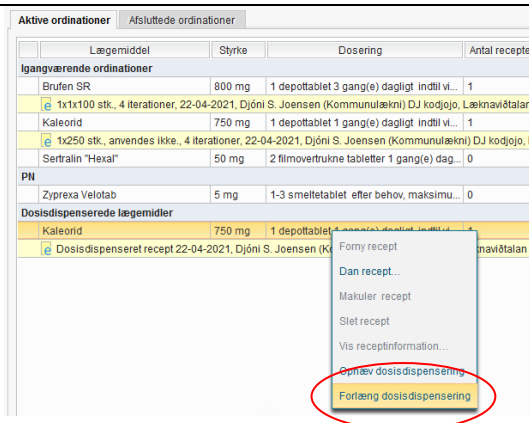 Aktive ordinationer Afsluttede ordinationer
Lægemiddel Styrke Dosering Antal recepte
Igangværende ordinationer
Brufen SR 800 mg 1 depottablet 3 gang(e) dagligt indtil vi... 1
1x1x100 stk., 4 iterationer, 22-04-2021, Djóni S. Joensen (Kommunulækni) DJ kodjojo, Læknaviðtalan
Kaleorid 750 mg 1 depottablet 1 gang(e) dagligt indtil vi... 1
1x250 stk., anvendes ikke., 4 iterationer, 22-04-2021, Djóni S. Joensen (Kommunulækni) DJ kodjojo,
Sertralin "Hexal" 50 mg 2 filmovertrukne tabletter 1 gang(e) dag... 0
PN
Zyprexa Velotab 5 mg 1-3 smeltetablet efter behov, maksimu... 0
Dosisdispenserede lægemidler
Kaleorid 750 mg 1 depottablet 1 gang(e) dagligt indtil vi... 1
Dosisdispenseret recept 22-04-2021, Djóni S. Joensen knaviðtalan
Forny recept
Dan recept...
Makuler recept
Slet recept
Vis receptinformation...
Ophæv dosisdispensering
Forlæng dosisdispensering